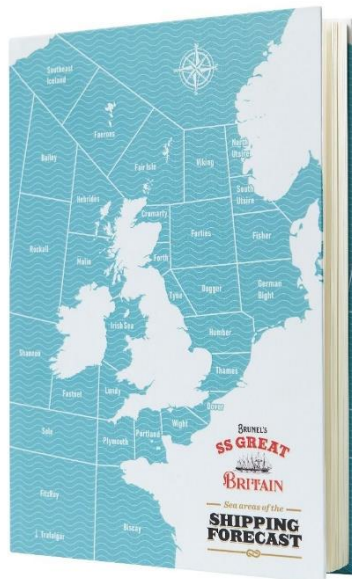 Southeast
Iceland
Faeroes
North
Utsire
Bailey
Fair Isle
Viking
South
Utsire
Hebrides
Cromarty
Forties
Fisher
Rockall
Malin
Forth
Tyne
Dogger
German
Bight
Irish Sea
Humber
Shannon
Thames
Fastnet
Lundy
Dover
Sole
Plymouth
Portland
Wight
FitzRoy
J. Trafalgar
Biscay
BRUNEL'S
SS GREAT
BRITAIN
Sea areas of the
SHIPPING
FORECAST